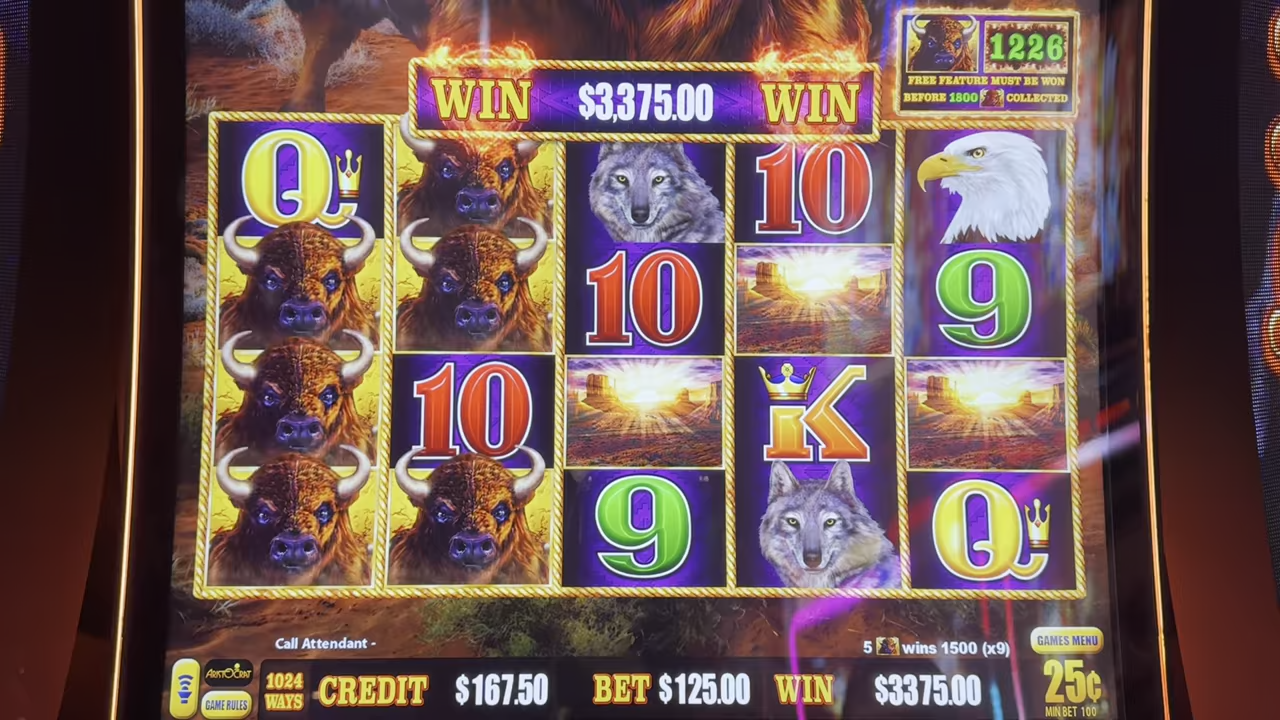 1226
FREE FEATURE MUST BE WON
BEFORE 1800 COLLECTED
WIN $3,375.00 WIN
Q 10
10 9
10 K
9 Q
Call Attendant -
5 wins 1500 (x9)
GAMES MENU
ARISTOCRAT
GAME RULES
1024 WAYS
CREDIT $167.50 BET $125.00 WIN $3375.00
25¢
MIN BET 100